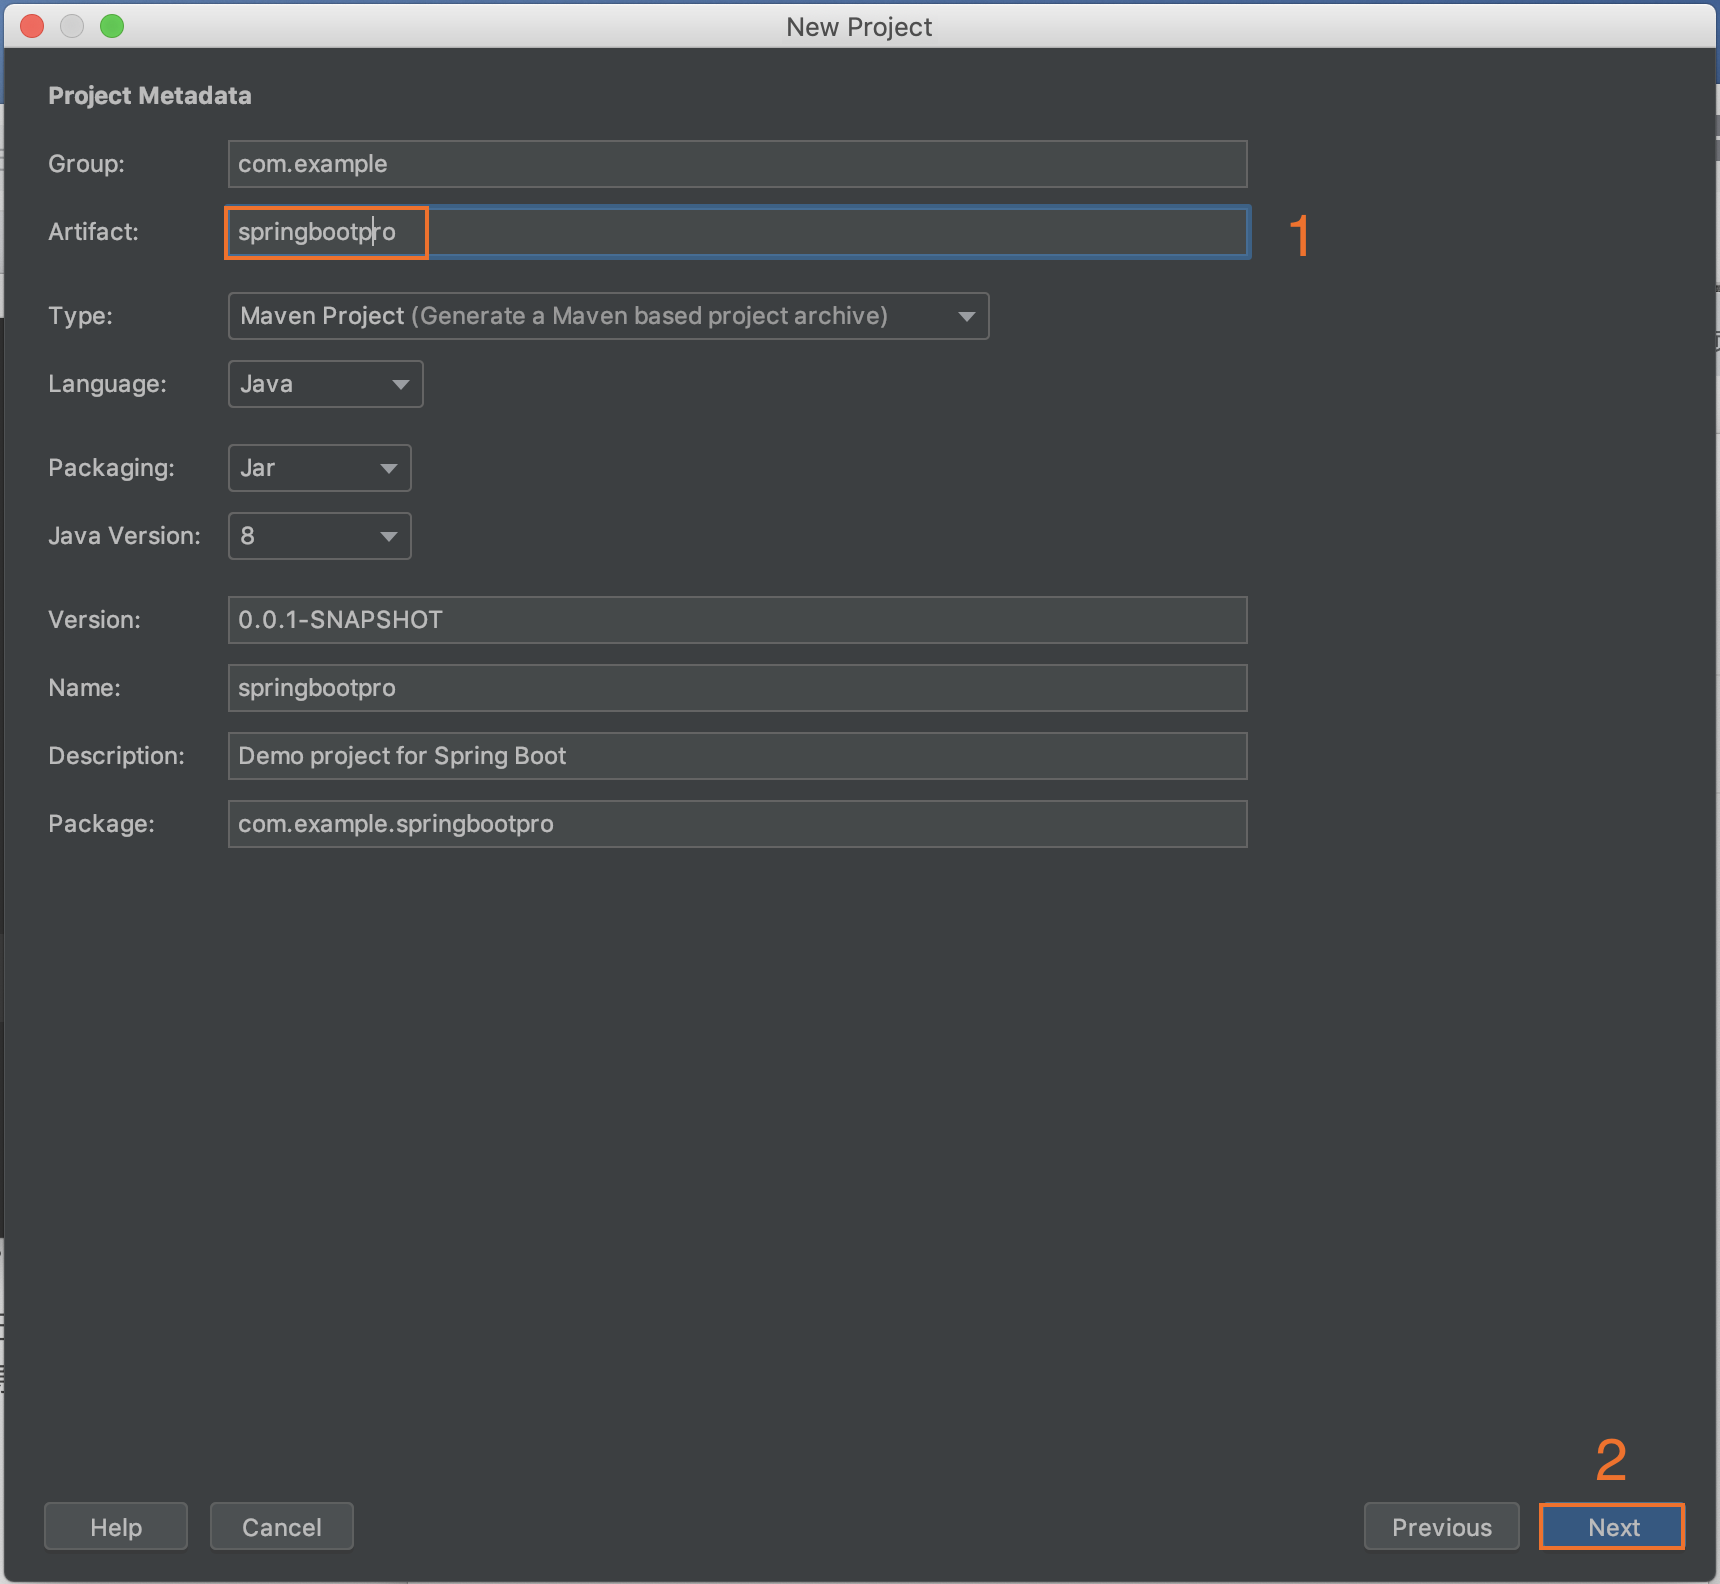 New Project
Project Metadata
Group: com.example
Artifact: springbootpro 1
Type: Maven Project (Generate a Maven based project archive)
Language: Java
Packaging: Jar
Java Version: 8
Version: 0.0.1-SNAPSHOT
Name: springbootpro
Description: Demo project for Spring Boot
Package: com.example.springbootpro
2
Help Cancel Previous Next